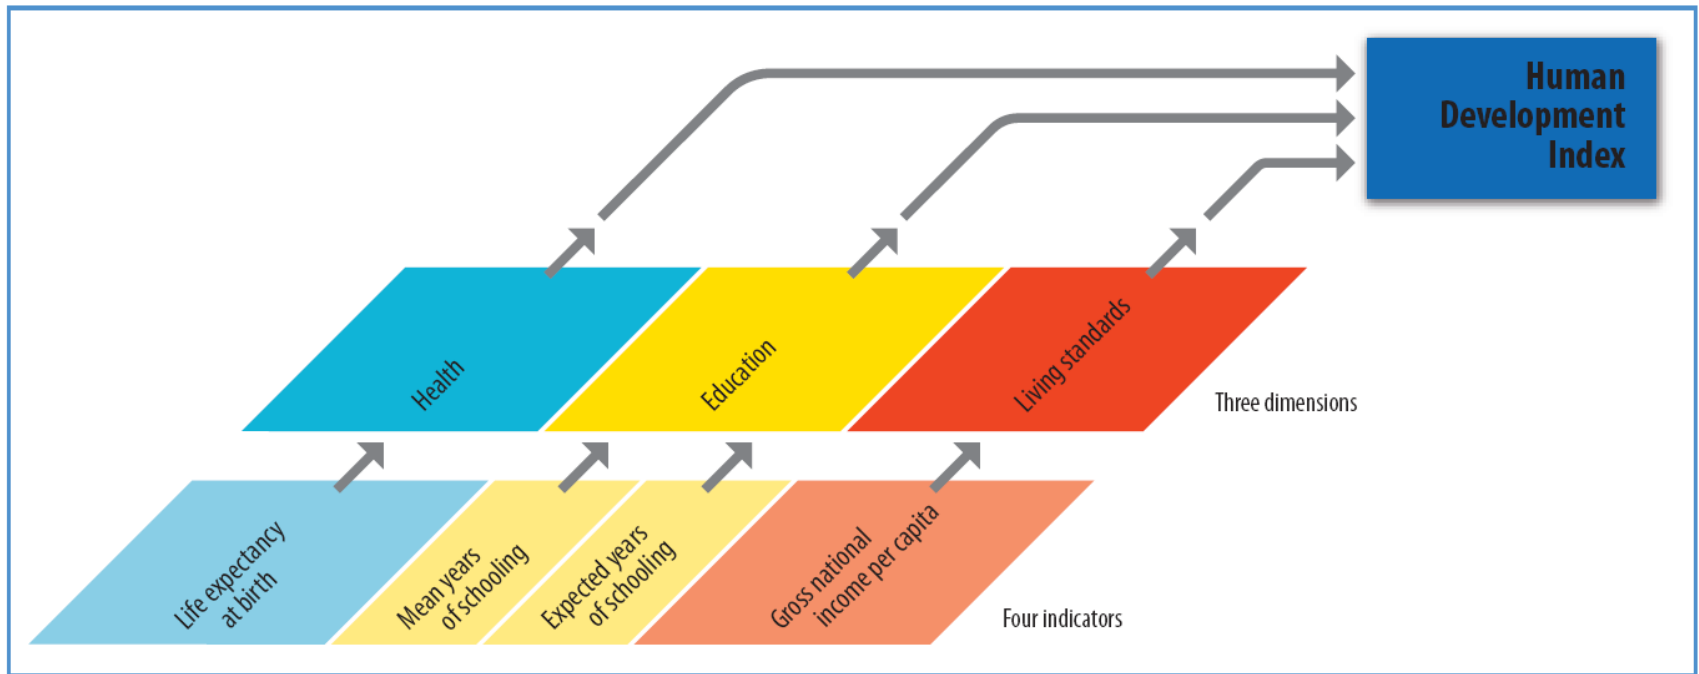 Human
Development
Index
Health
Education
Living standards
Three dimensions
Life expectancy
at birth
Mean years
of schooling
Expected years
of schooling
Gross national
income per capita
Four indicators